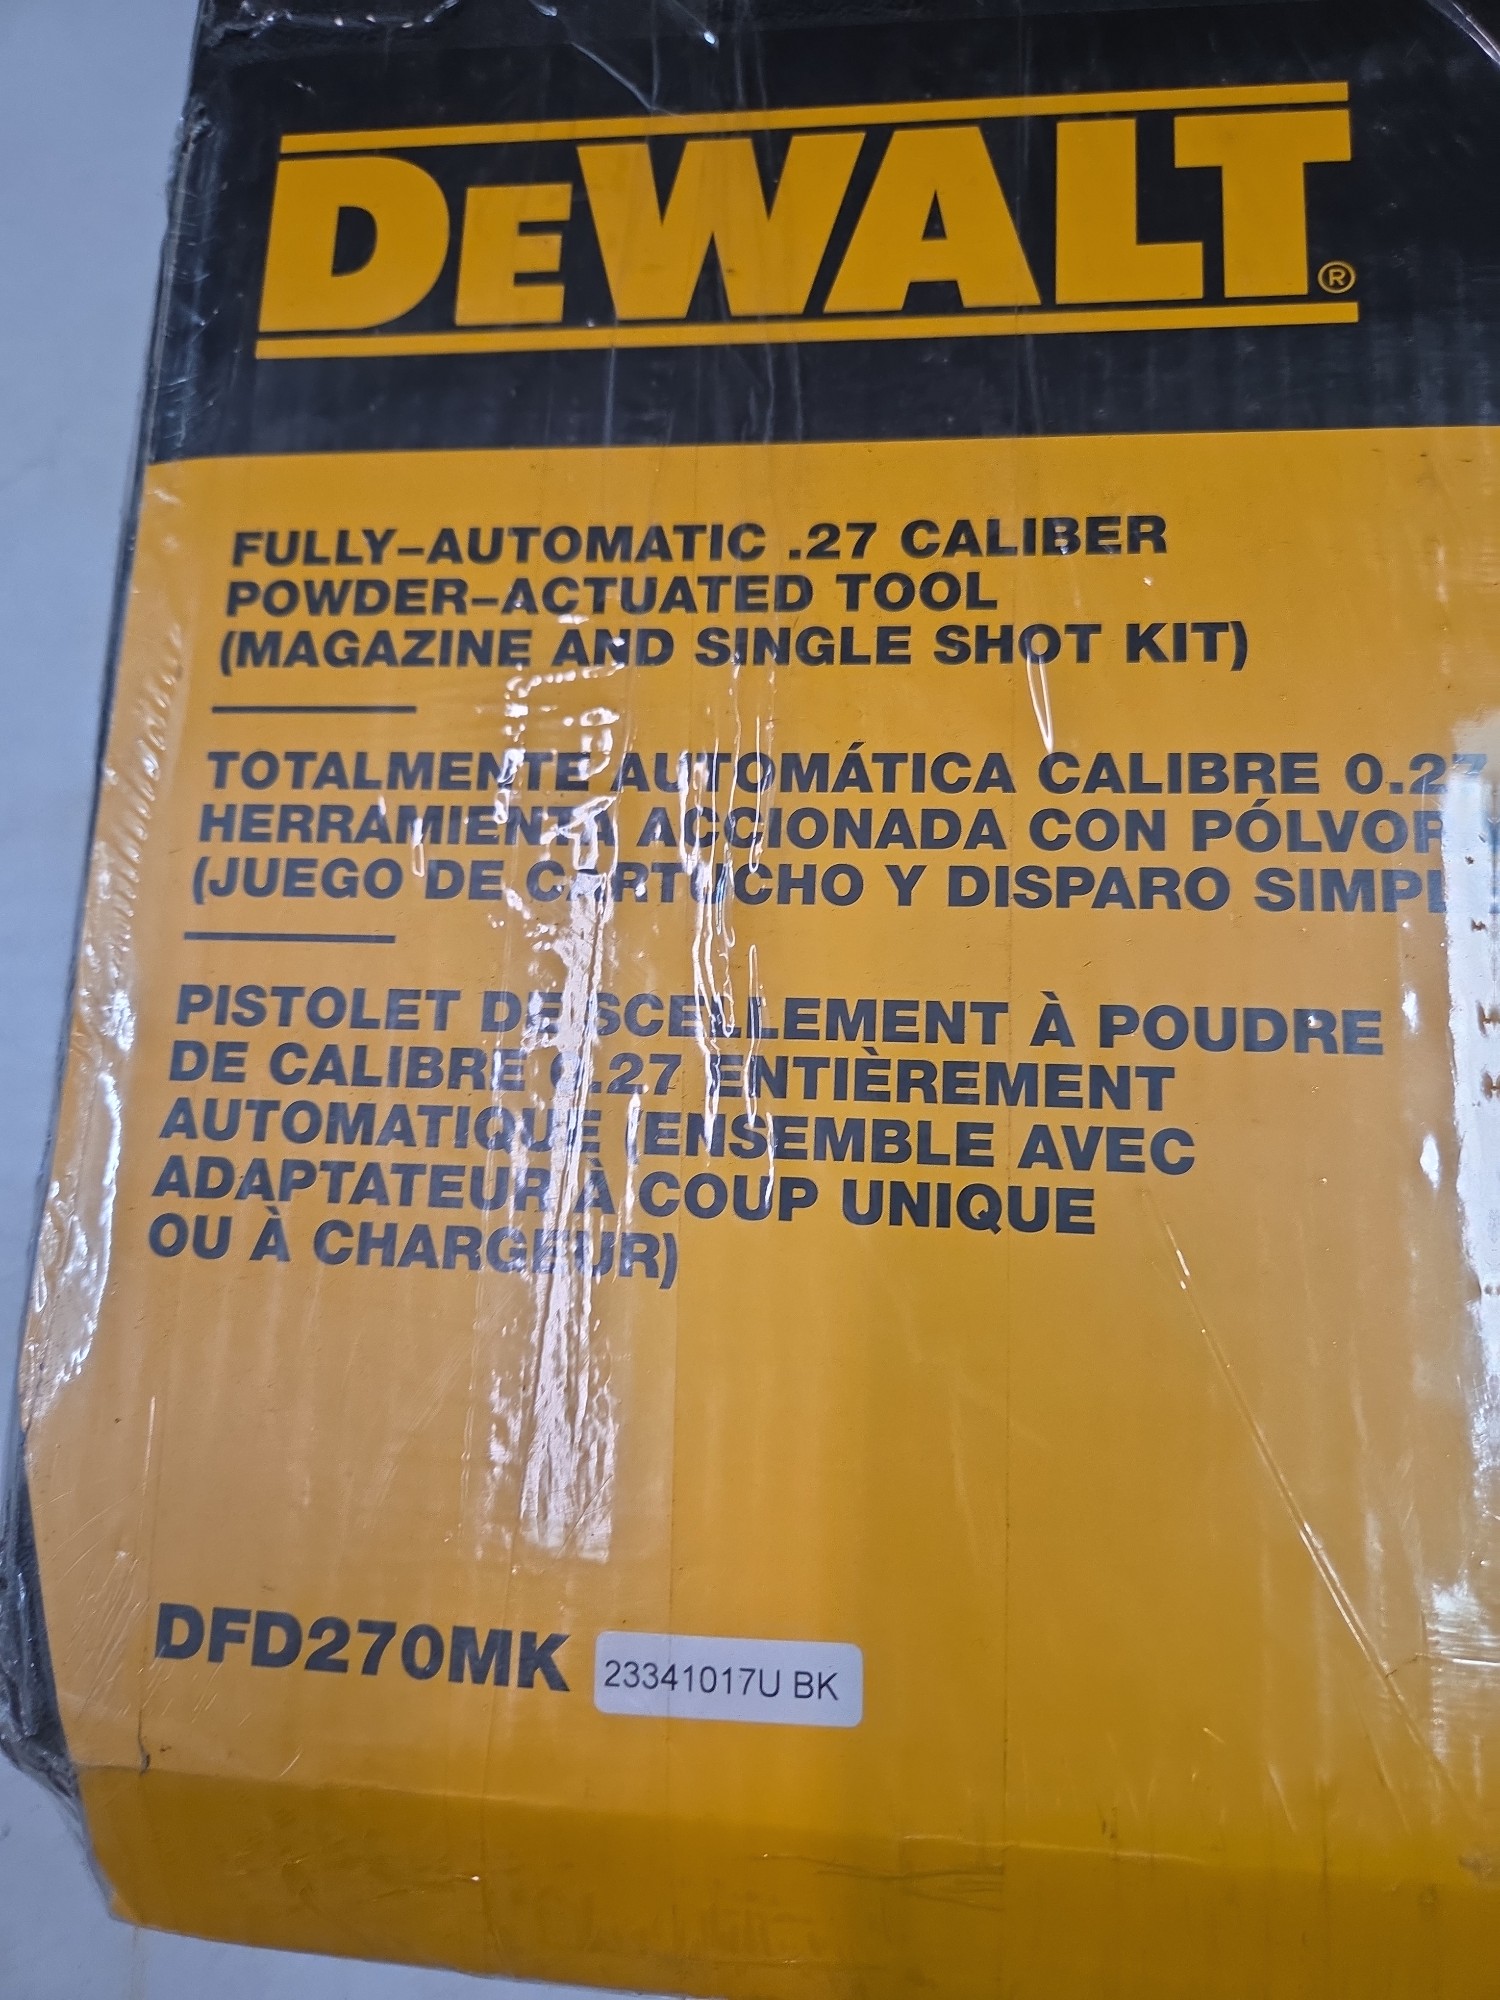 DEWALT®
FULLY-AUTOMATIC .27 CALIBER
POWDER-ACTUATED TOOL
(MAGAZINE AND SINGLE SHOT KIT)
TOTALMENTE AUTOMÁTICA CALIBRE 0.27
HERRAMIENTA ACCIONADA CON
(JUEGO DE CARTUCHO Y DISPARO
PISTOLET DE SCELLEMENT À POUDRE
DE CALIBRE 0.27 ENTIÈREMENT
AUTOMATIQUE (ENSEMBLE AVEC
ADAPTATEUR À COUP UNIQUE
OU À CHARGEUR)
DFD270MK
23341017U BK